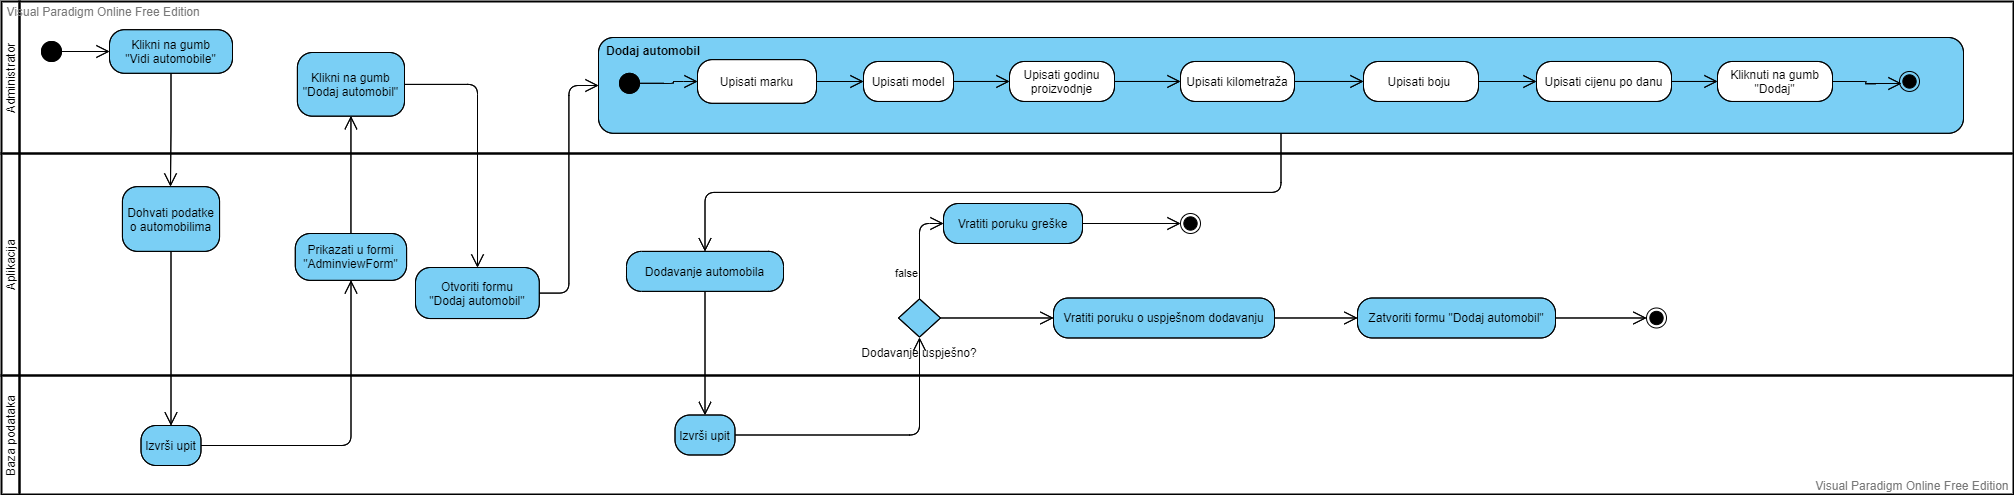 Visual Paradigm Online Free Edition
Administrator
Klikni na gumb
"Vidi automobile"
Klikni na gumb
"Dodaj automobil"
Dodaj automobil
Upisati marku
Upisati model
Upisati godinu
proizvodnje
Upisati kilometraža
Upisati boju
Upisati cijenu po danu
Kliknuti na gumb
"Dodaj"
Aplikacija
Dohvati podatke
o automobilima
Prikazati u formi
"AdminviewForm"
Otvoriti formu
"Dodaj automobil"
Dodavanje automobila
Vratiti poruku greške
false
Dodavanje uspješno?
Vratiti poruku o uspješnom dodavanju
Zatvoriti formu "Dodaj automobil"
Baza podataka
Izvrši upit
Izvrši upit
Visual Paradigm Online Free Edition